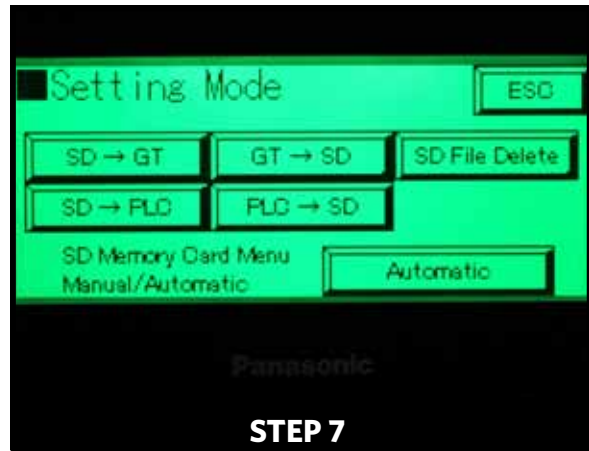 Setting Mode
ESC
SD → GT
GT → SD
SD File Delete
SD → PLC
PLC → SD
SD Memory Card Menu
Manual/Automatic
Automatic
Panasonic
STEP 7